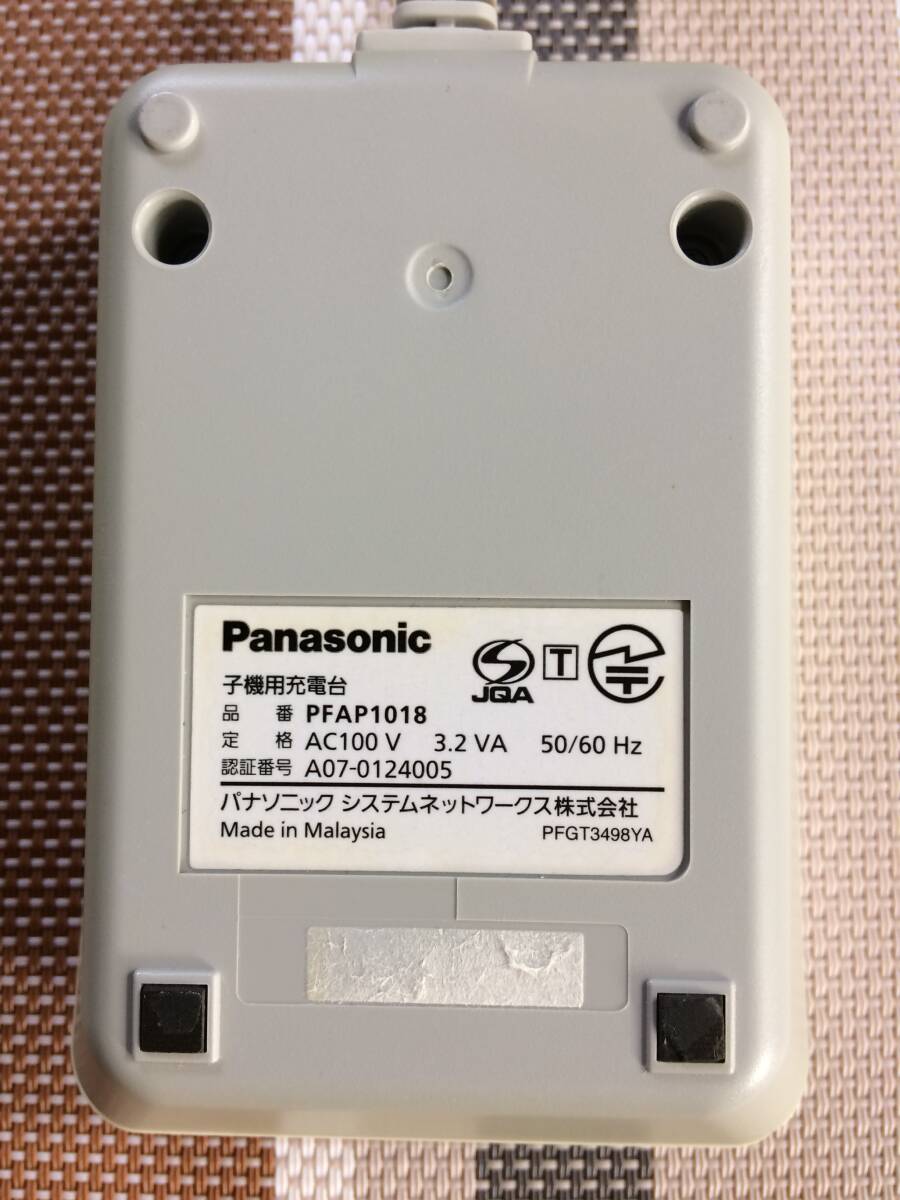 Panasonic
JQA
T
子機用充電台
品 番 PFAP1018
定 格 AC100 V 3.2 VA 50/60 Hz
認証番号 A07-0124005
パナソニック システムネットワークス株式会社
Made in Malaysia PFGT3498YA